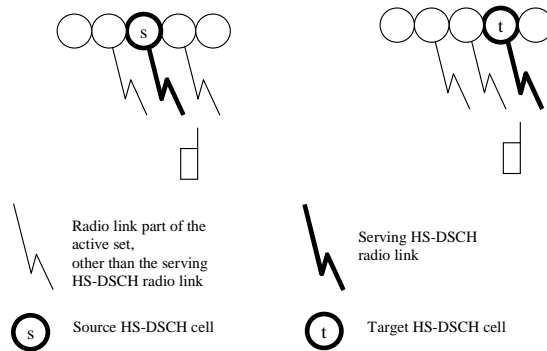 s
t
Radio link part of the
active set,
other than the serving
HS-DSCH radio link
Serving HS-DSCH
radio link
s
Source HS-DSCH cell
t
Target HS-DSCH cell